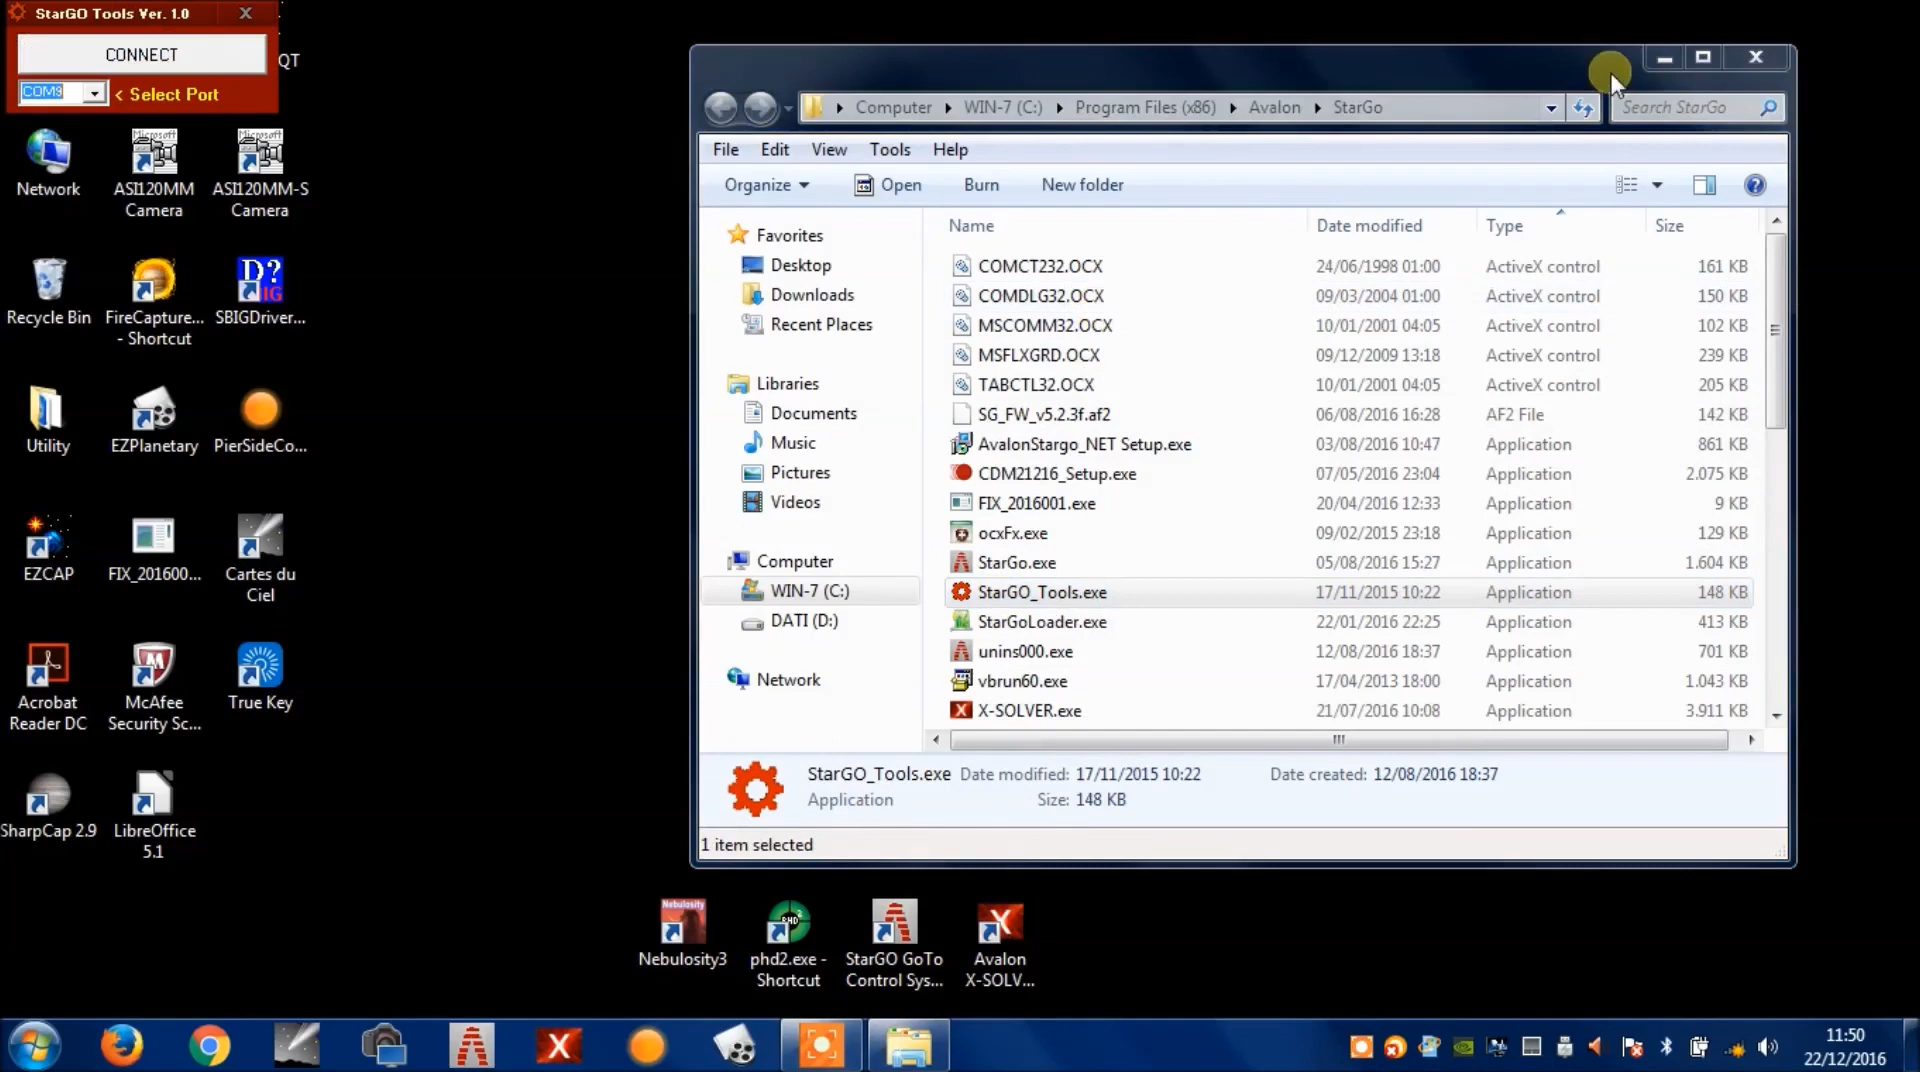 StarGO Tools Ver. 1.0 X
CONNECT
COM9 < Select Port
QT
Network
ASI120MM Camera
ASI120MM-S Camera
Recycle Bin
FireCapture... - Shortcut
SBIGDriver...
Utility
EZPlanetary
PierSideCo...
EZCAP
FIX_201600...
Cartes du Ciel
Acrobat Reader DC
McAfee Security Sc...
True Key
SharpCap 2.9
LibreOffice 5.1
Computer WIN-7 (C:) Program Files (x86) Avalon StarGo Search StarGo
File Edit View Tools Help
Organize Open Burn New folder
Favorites
Desktop
Downloads
Recent Places
Libraries
Documents
Music
Pictures
Videos
Computer
WIN-7 (C:)
DATI (D:)
Network
Name Date modified Type Size
COMCT232.OCX 24/06/1998 01:00 ActiveX control 161 KB
COMDLG32.OCX 09/03/2004 01:00 ActiveX control 150 KB
MSCOMM32.OCX 10/01/2001 04:05 ActiveX control 102 KB
MSFLXGRD.OCX 09/12/2009 13:18 ActiveX control 239 KB
TABCTL32.OCX 10/01/2001 04:05 ActiveX control 205 KB
SG_FW_v5.2.3f.af2 06/08/2016 16:28 AF2 File 142 KB
AvalonStargo_NET Setup.exe 03/08/2016 10:47 Application 861 KB
CDM21216_Setup.exe 07/05/2016 23:04 Application 2.075 KB
FIX_2016001.exe 20/04/2016 12:33 Application 9 KB
ocxFx.exe 09/02/2015 23:18 Application 129 KB
StarGo.exe 05/08/2016 15:27 Application 1.604 KB
StarGO_Tools.exe 17/11/2015 10:22 Application 148 KB
StarGoLoader.exe 22/01/2016 22:25 Application 413 KB
unins000.exe 12/08/2016 18:37 Application 701 KB
vbrun60.exe 17/04/2013 18:00 Application 1.043 KB
X-SOLVER.exe 21/07/2016 10:08 Application 3.911 KB
StarGO_Tools.exe Date modified: 17/11/2015 10:22 Date created: 12/08/2016 18:37
Application Size: 148 KB
1 item selected
Nebulosity
Nebulosity3
phd2.exe - Shortcut
StarGO GoTo Control Sys...
Avalon X-SOLV...
11:50
22/12/2016